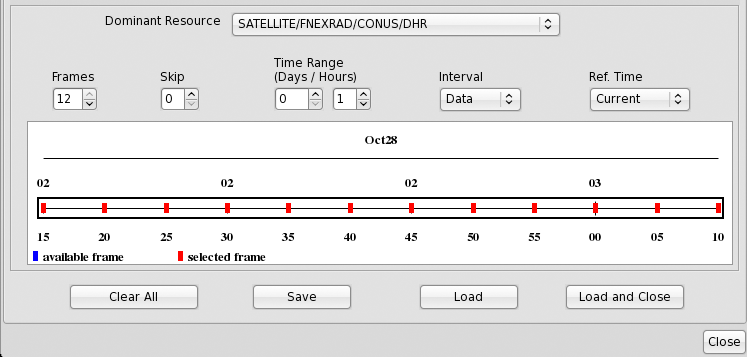 Dominant Resource SATELLITE/FNEXRAD/CONUS/DHR
Time Range
Frames Skip (Days / Hours) Interval Ref. Time
12 0 0 1 Data Current
Oct28
02 02 02 03
15 20 25 30 35 40 45 50 55 00 05 10
available frame selected frame
Clear All Save Load Load and Close
Close